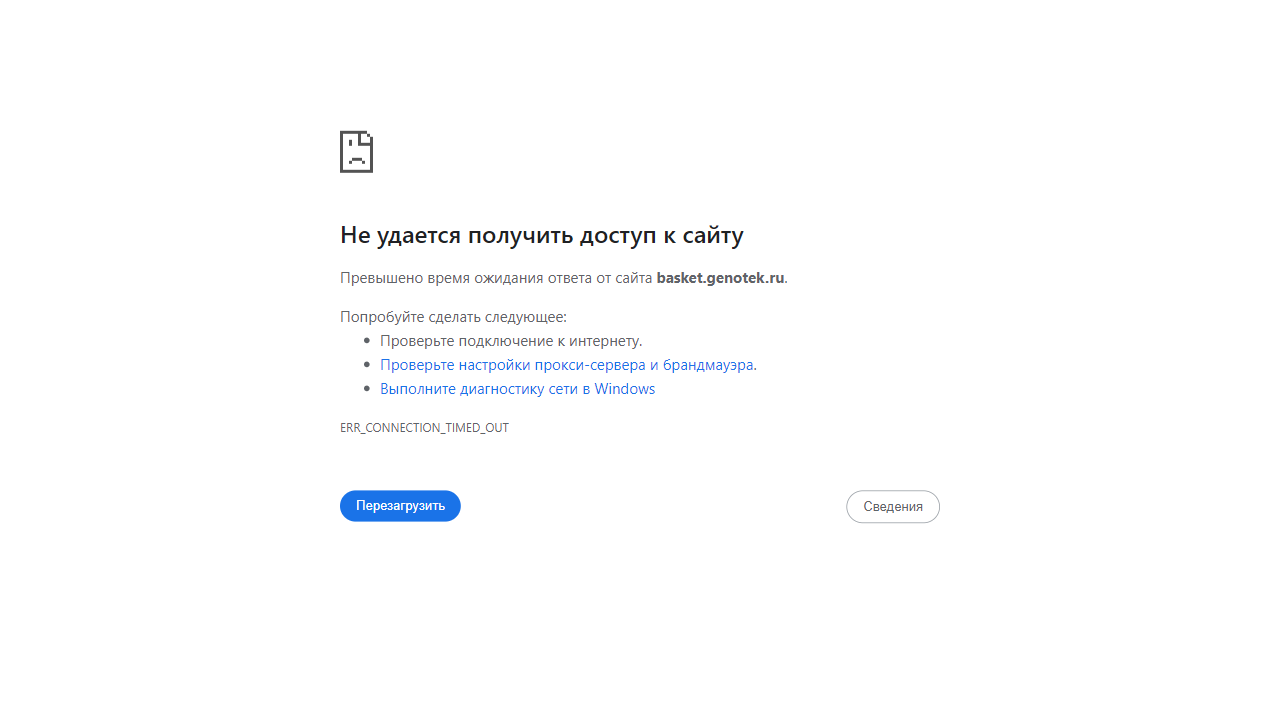 Не удается получить доступ к сайту
Превышено время ожидания ответа от сайта basket.genotek.ru.
Попробуйте сделать следующее:
Проверьте подключение к интернету.
Проверьте настройки прокси-сервера и брандмауэра.
Выполните диагностику сети в Windows
ERR_CONNECTION_TIMED_OUT
Перезагрузить
Сведения